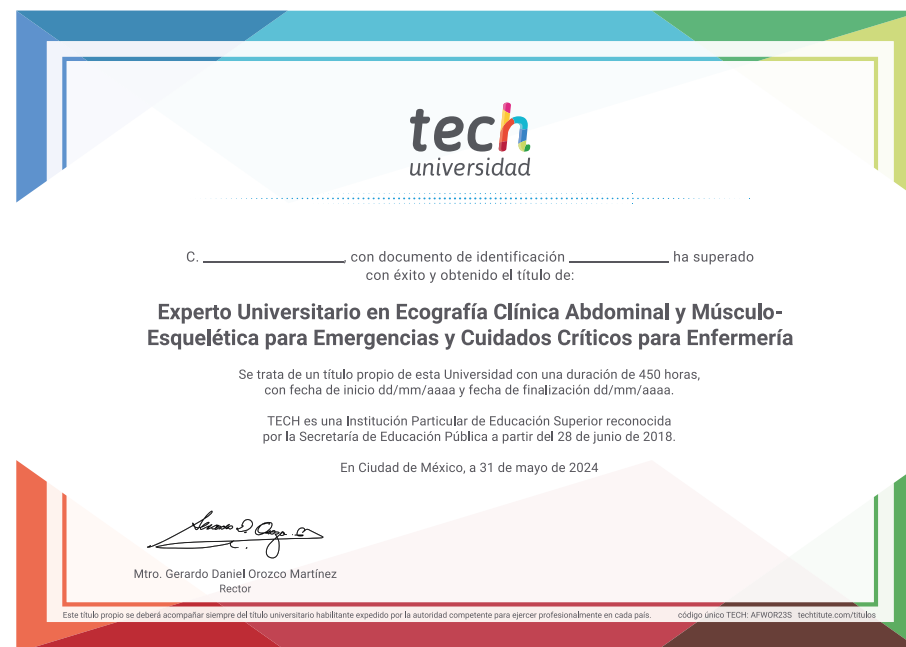 tech
universidad
C. ____________________, con documento de identificación ______________ ha superado
con éxito y obtenido el título de:
Experto Universitario en Ecografía Clínica Abdominal y Músculo-
Esquelética para Emergencias y Cuidados Críticos para Enfermería
Se trata de un título propio de esta Universidad con una duración de 450 horas,
con fecha de inicio dd/mm/aaaa y fecha de finalización dd/mm/aaaa.
TECH es una Institución Particular de Educación Superior reconocida
por la Secretaría de Educación Pública a partir del 28 de junio de 2018.
En Ciudad de México, a 31 de mayo de 2024
Mtro. Gerardo Daniel Orozco Martínez
Rector
Este título propio se deberá acompañar siempre del título universitario habilitante expedido por la autoridad competente para ejercer profesionalmente en cada país. código único TECH: AFWOR23S techtitute.com/titulos